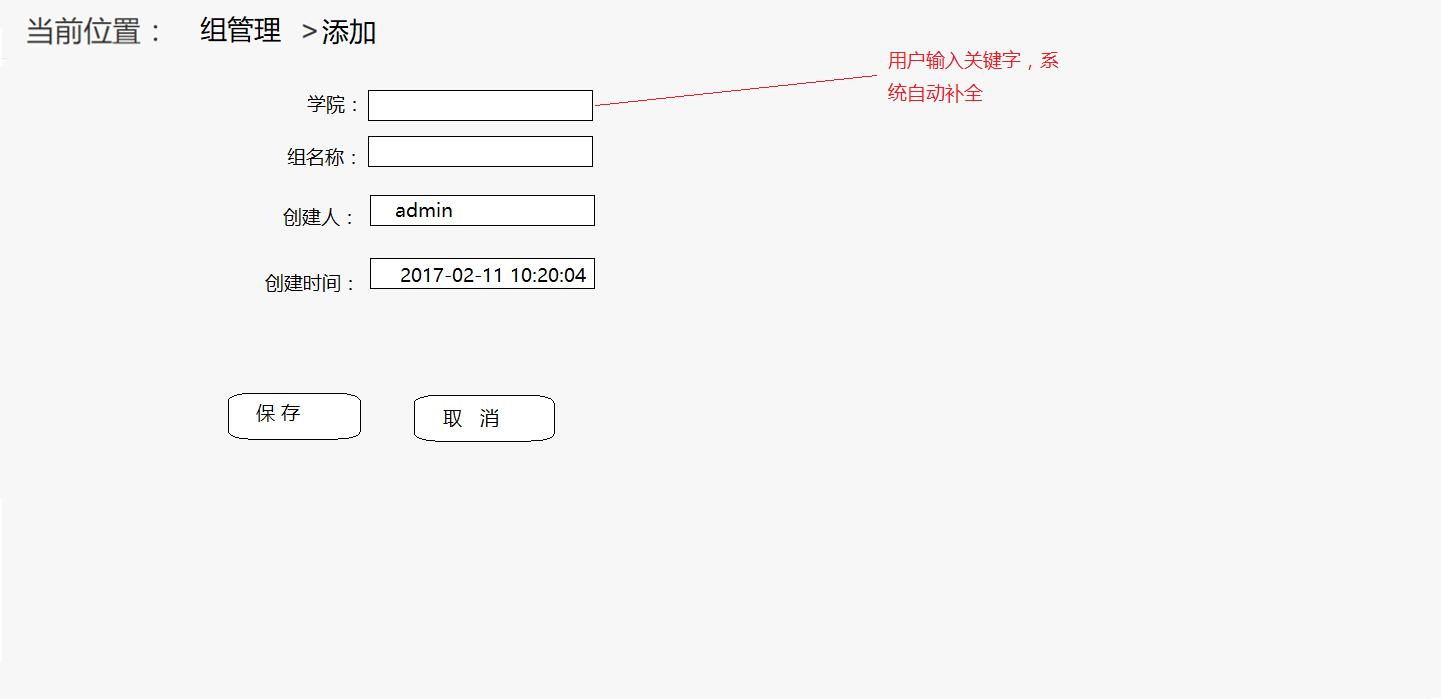 当前位置： 组管理 >添加
用户输入关键字，系
统自动补全
学院：
组名称：
创建人： admin
创建时间： 2017-02-11 10:20:04
保 存 取 消